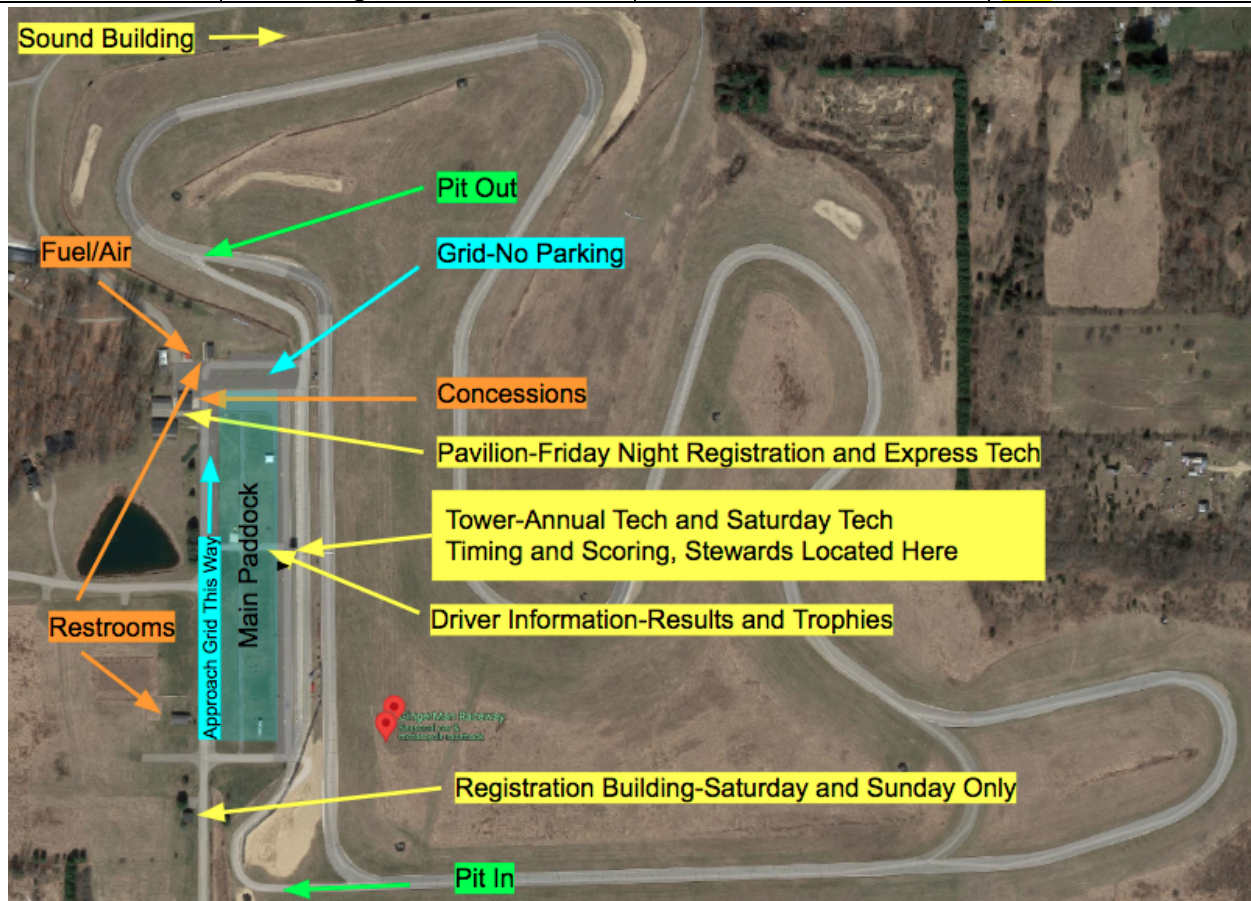 Sound Building
Pit Out
Fuel/Air
Grid-No Parking
Concessions
Pavilion-Friday Night Registration and Express Tech
Tower-Annual Tech and Saturday Tech
Timing and Scoring, Stewards Located Here
Main Paddock
Approach Grid This Way
Driver Information-Results and Trophies
Restrooms
GingerMan Raceway
Registration Building-Saturday and Sunday Only
Pit In